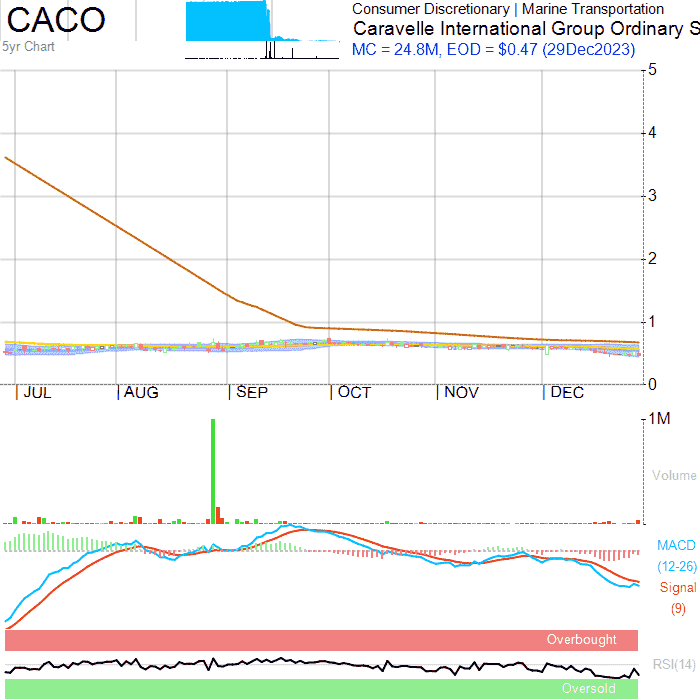 CACO
5yr Chart
Consumer Discretionary | Marine Transportation
Caravelle International Group Ordinary S
MC = 24.8M, EOD = $0.47 (29Dec2023)
5
4
3
2
1
0
JUL AUG SEP OCT NOV DEC
1M
Volume
MACD
(12-26)
Signal
(9)
Overbought
RSI(14)
Oversold